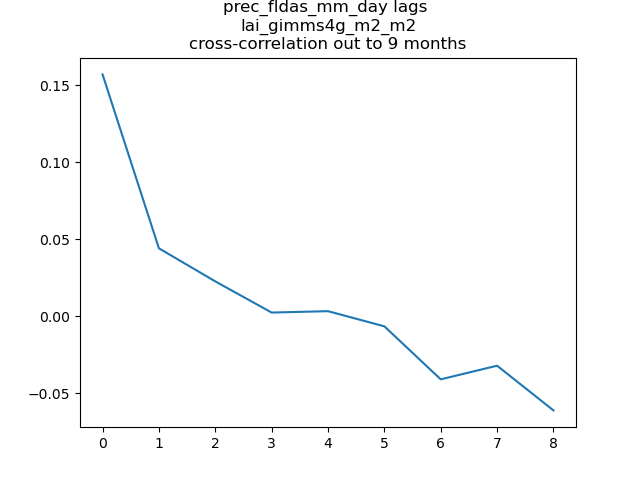 prec_fldas_mm_day lags
lai_gimms4g_m2_m2
cross-correlation out to 9 months
0.15
0.10
0.05
0.00
−0.05
0 1 2 3 4 5 6 7 8